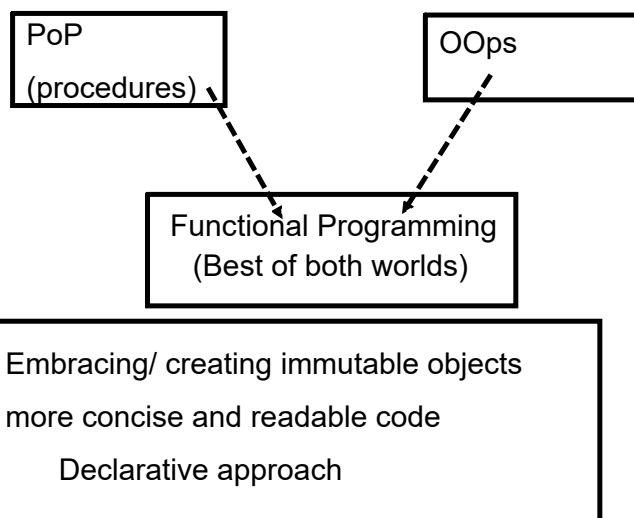 PoP
(procedures)
OOps
Functional Programming
(Best of both worlds)
Embracing/ creating immutable objects
more concise and readable code
Declarative approach